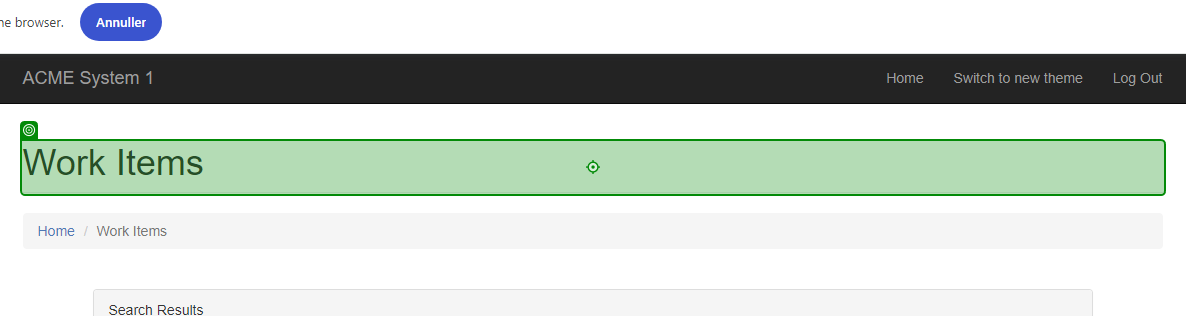 he browser. Annuller
ACME System 1 Home Switch to new theme Log Out
Work Items
Home / Work Items
Search Results